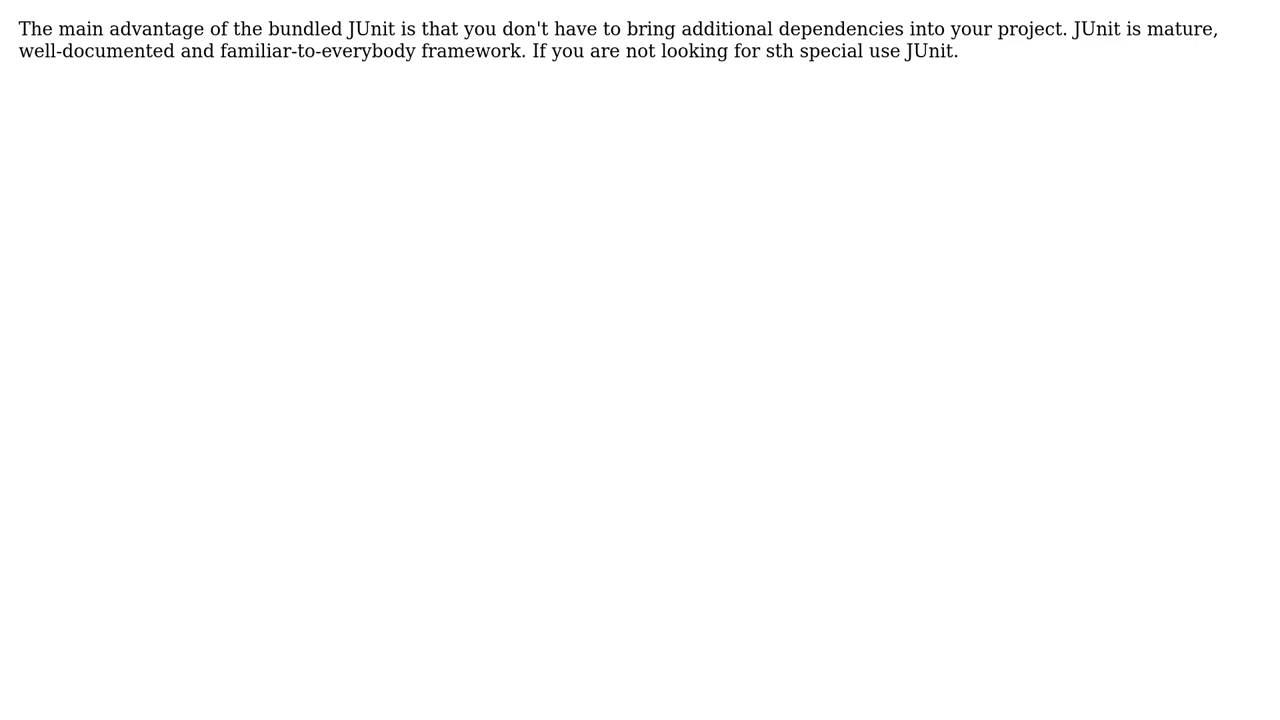 The main advantage of the bundled JUnit is that you don't have to bring additional dependencies into your project. JUnit is mature,
well-documented and familiar-to-everybody framework. If you are not looking for sth special use JUnit.